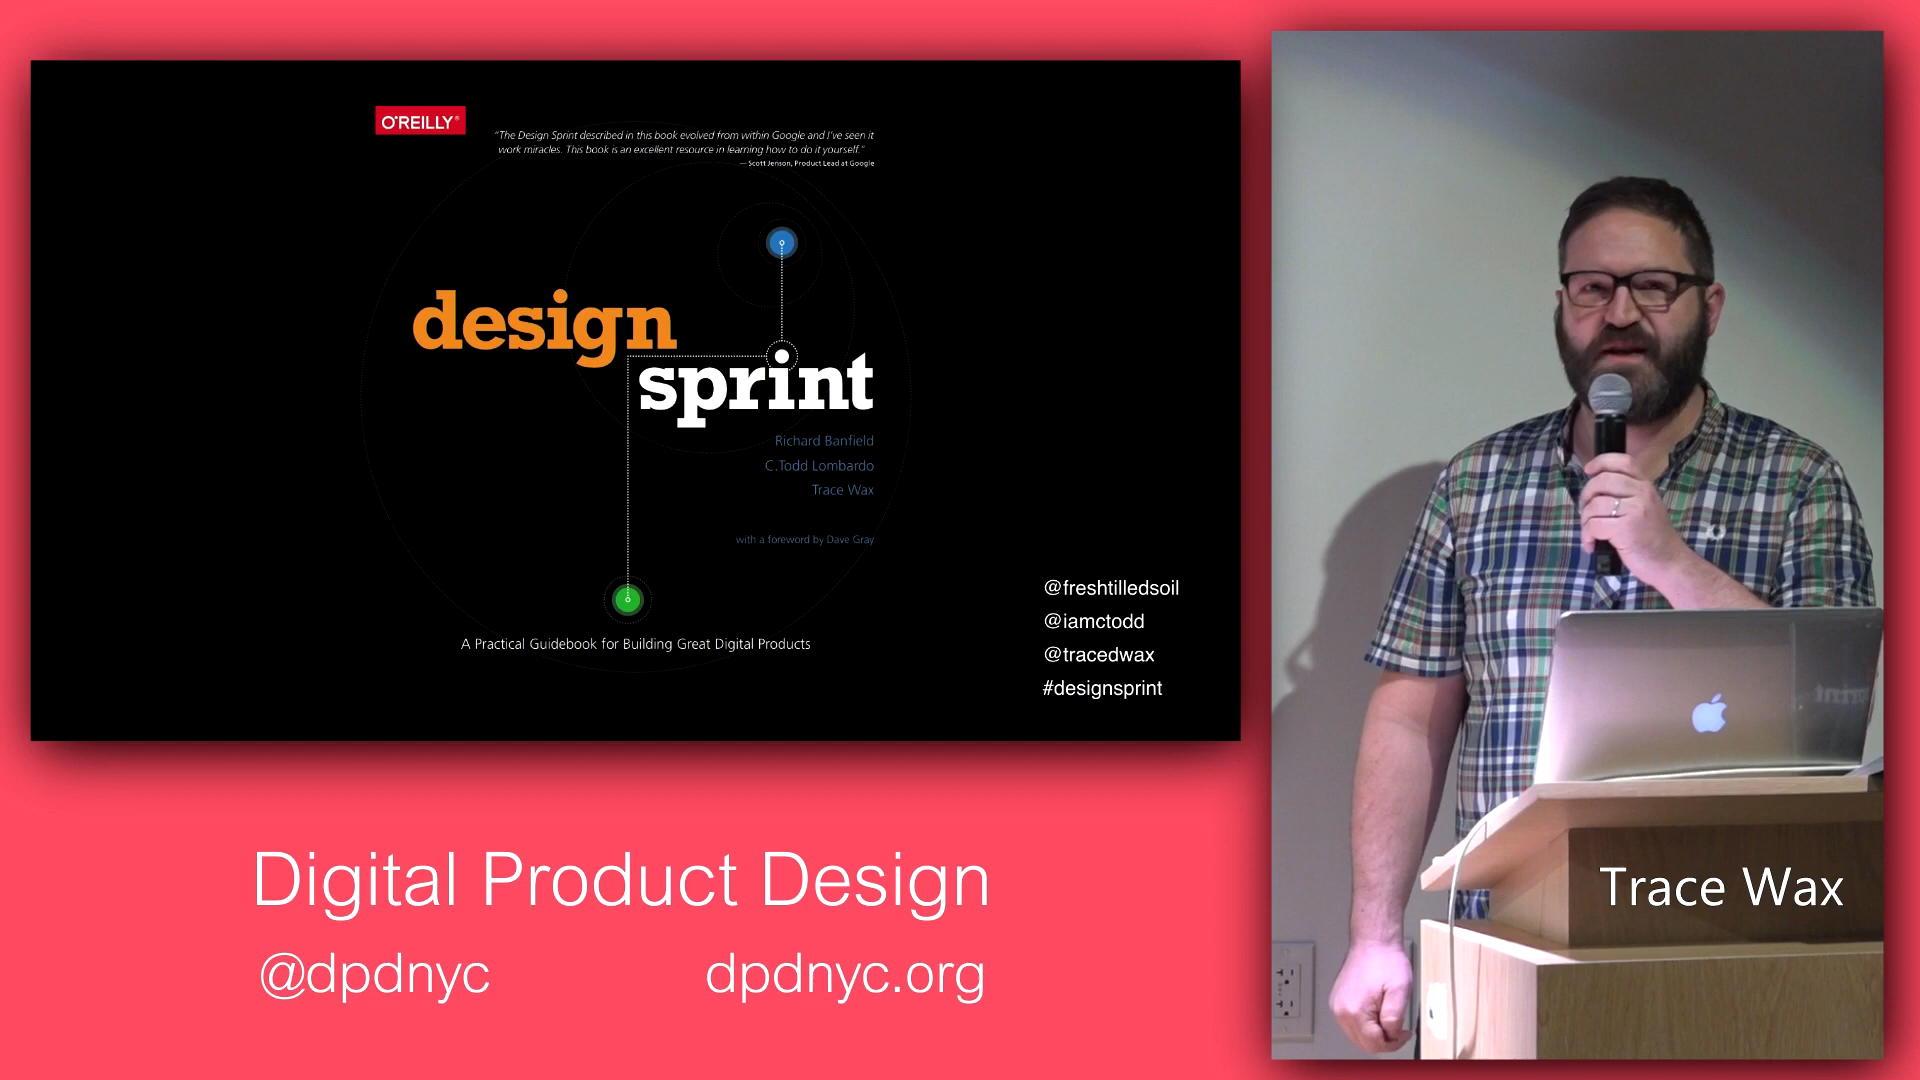 O'REILLY®
“The Design Sprint described in this book evolved from within Google and I've seen it
work miracles. This book is an excellent resource in learning how to do it yourself.”
— Scott Jenson, Product Lead at Google
design
sprint
Richard Banfield
C.Todd Lombardo
Trace Wax
with a foreword by Dave Gray
A Practical Guidebook for Building Great Digital Products
@freshtilledsoil
@iamctodd
@tracedwax
#designsprint
Trace Wax
Digital Product Design
@dpdnyc
dpdnyc.org